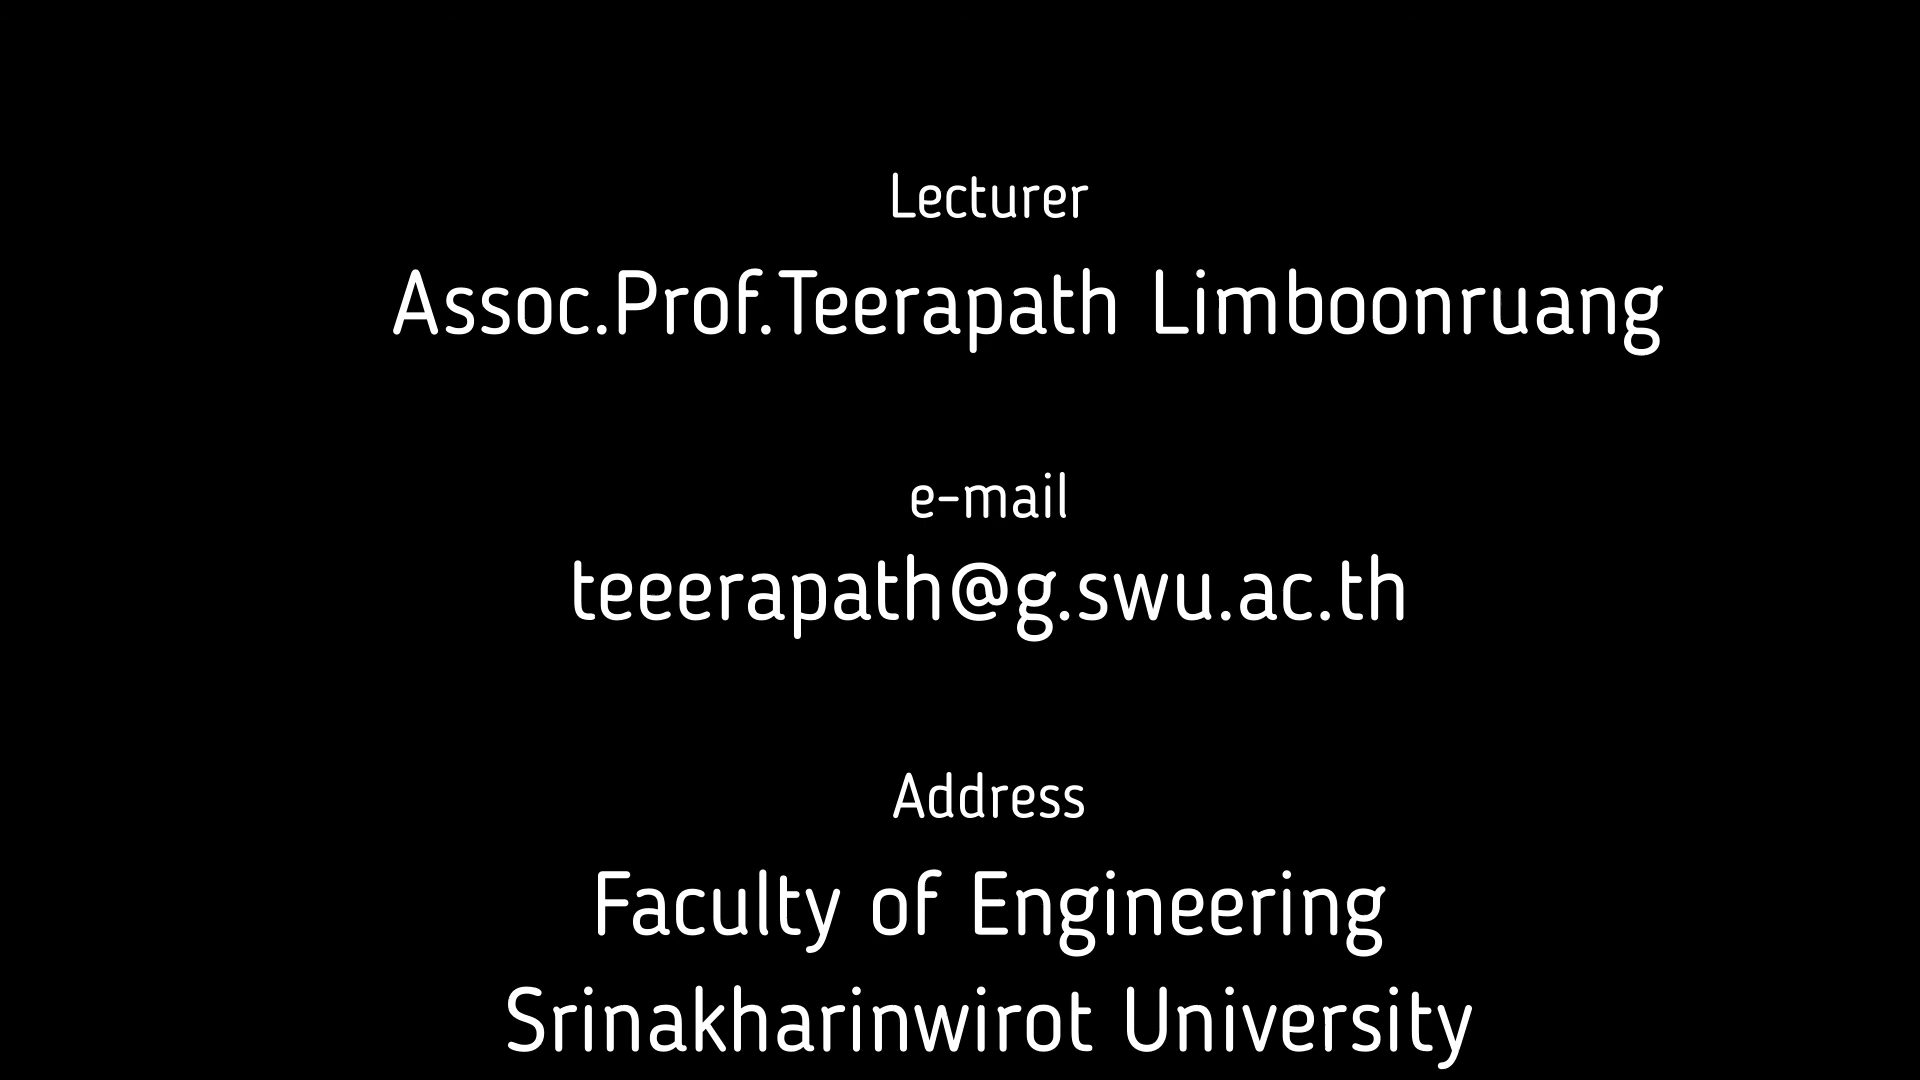 Lecturer
Assoc.Prof.Teerapath Limboonruang
e-mail
teeerapath@g.swu.ac.th
Address
Faculty of Engineering
Srinakharinwirot University